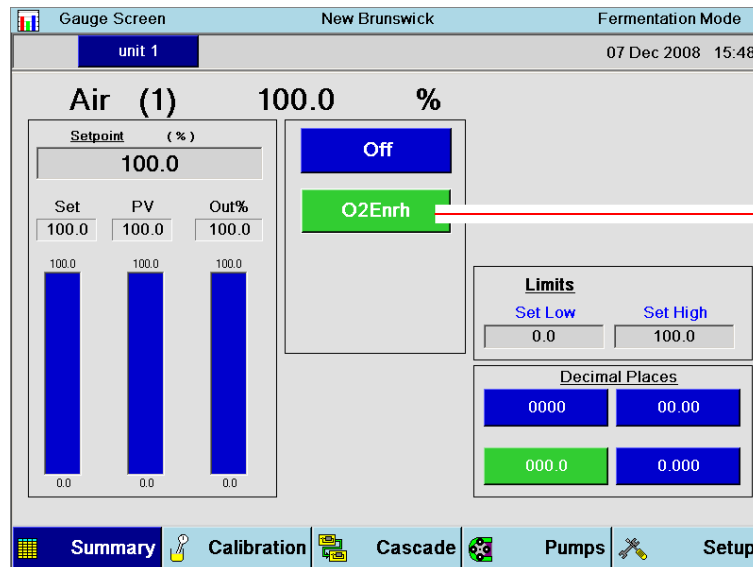 Gauge Screen New Brunswick Fermentation Mode
unit 1 07 Dec 2008 15:48
Air (1) 100.0 %
Setpoint (%)
100.0
Set PV Out%
100.0 100.0 100.0
100.0 100.0 100.0
0.0 0.0 0.0
Off
O2Enrh
Limits
Set Low Set High
0.0 100.0
Decimal Places
0000 00.00
000.0 0.000
Summary Calibration Cascade Pumps Setup